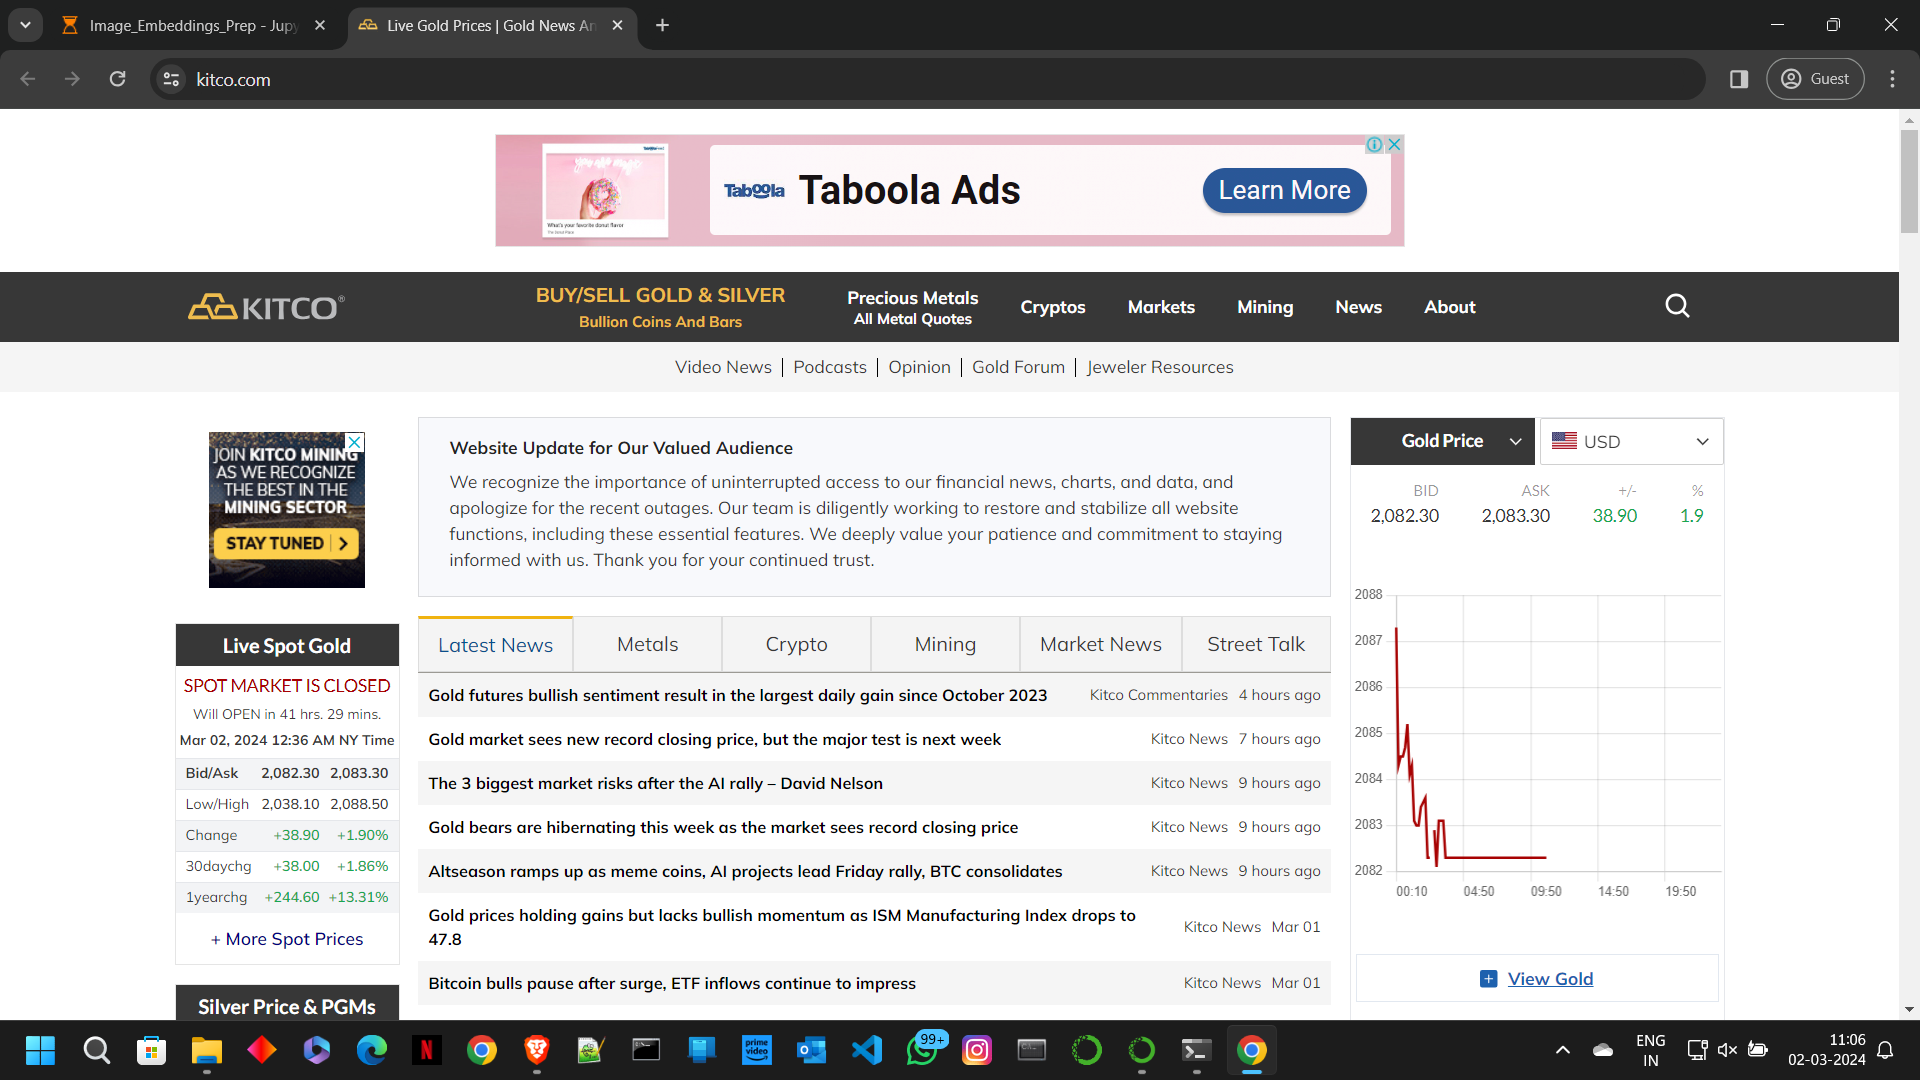 Image_Embeddings_Prep - Jupy
Live Gold Prices | Gold News An
kitco.com
Guest
What's your favorite donut flavor
Taboola Taboola Ads
Learn More
KITCO®
BUY/SELL GOLD & SILVER
Bullion Coins And Bars
Precious Metals
All Metal Quotes
Cryptos
Markets
Mining
News
About
Video News
Podcasts
Opinion
Gold Forum
Jeweler Resources
JOIN KITCO MINING
AS WE RECOGNIZE
THE BEST IN THE
MINING SECTOR
STAY TUNED
Live Spot Gold
SPOT MARKET IS CLOSED
Will OPEN in 41 hrs. 29 mins.
Mar 02, 2024 12:36 AM NY Time
Bid/Ask 2,082.30 2,083.30
Low/High 2,038.10 2,088.50
Change +38.90 +1.90%
30daychg +38.00 +1.86%
1yearchg +244.60 +13.31%
+ More Spot Prices
Silver Price & PGMs
Website Update for Our Valued Audience
We recognize the importance of uninterrupted access to our financial news, charts, and data, and
apologize for the recent outages. Our team is diligently working to restore and stabilize all website
functions, including these essential features. We deeply value your patience and commitment to staying
informed with us. Thank you for your continued trust.
Latest News
Metals
Crypto
Mining
Market News
Street Talk
Gold futures bullish sentiment result in the largest daily gain since October 2023 Kitco Commentaries 4 hours ago
Gold market sees new record closing price, but the major test is next week Kitco News 7 hours ago
The 3 biggest market risks after the AI rally – David Nelson Kitco News 9 hours ago
Gold bears are hibernating this week as the market sees record closing price Kitco News 9 hours ago
Altseason ramps up as meme coins, AI projects lead Friday rally, BTC consolidates Kitco News 9 hours ago
Gold prices holding gains but lacks bullish momentum as ISM Manufacturing Index drops to
47.8 Kitco News Mar 01
Bitcoin bulls pause after surge, ETF inflows continue to impress Kitco News Mar 01
Gold Price
USD
BID ASK +/- %
2,082.30 2,083.30 38.90 1.9
2088
2087
2086
2085
2084
2083
2082
00:10 04:50 09:50 14:50 19:50
View Gold
prime
video
99+
ENG
IN
11:06
02-03-2024